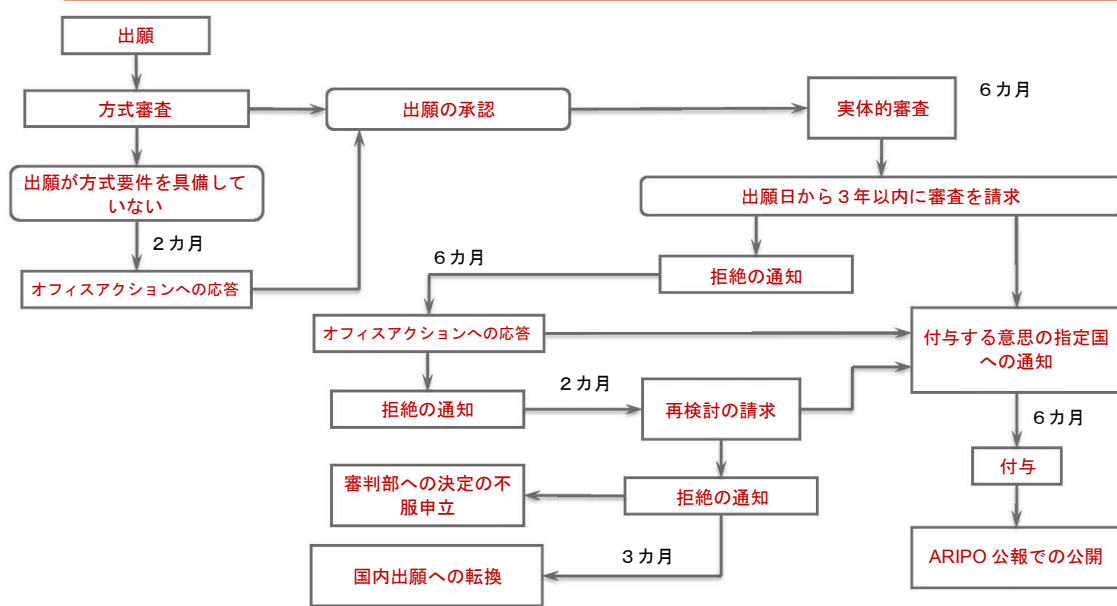 出願
方式審査
出願の承認
実体的審査
６カ月
出願が方式要件を具備して
いない
出願日から３年以内に審査を請求
２カ月
６カ月
拒絶の通知
オフィスアクションへの応答
オフィスアクションへの応答
付与する意思の指定国
への通知
２カ月
拒絶の通知
再検討の請求
６カ月
付与
審判部への決定の不
服申立
拒絶の通知
３カ月
国内出願への転換
ARIPO 公報での公開